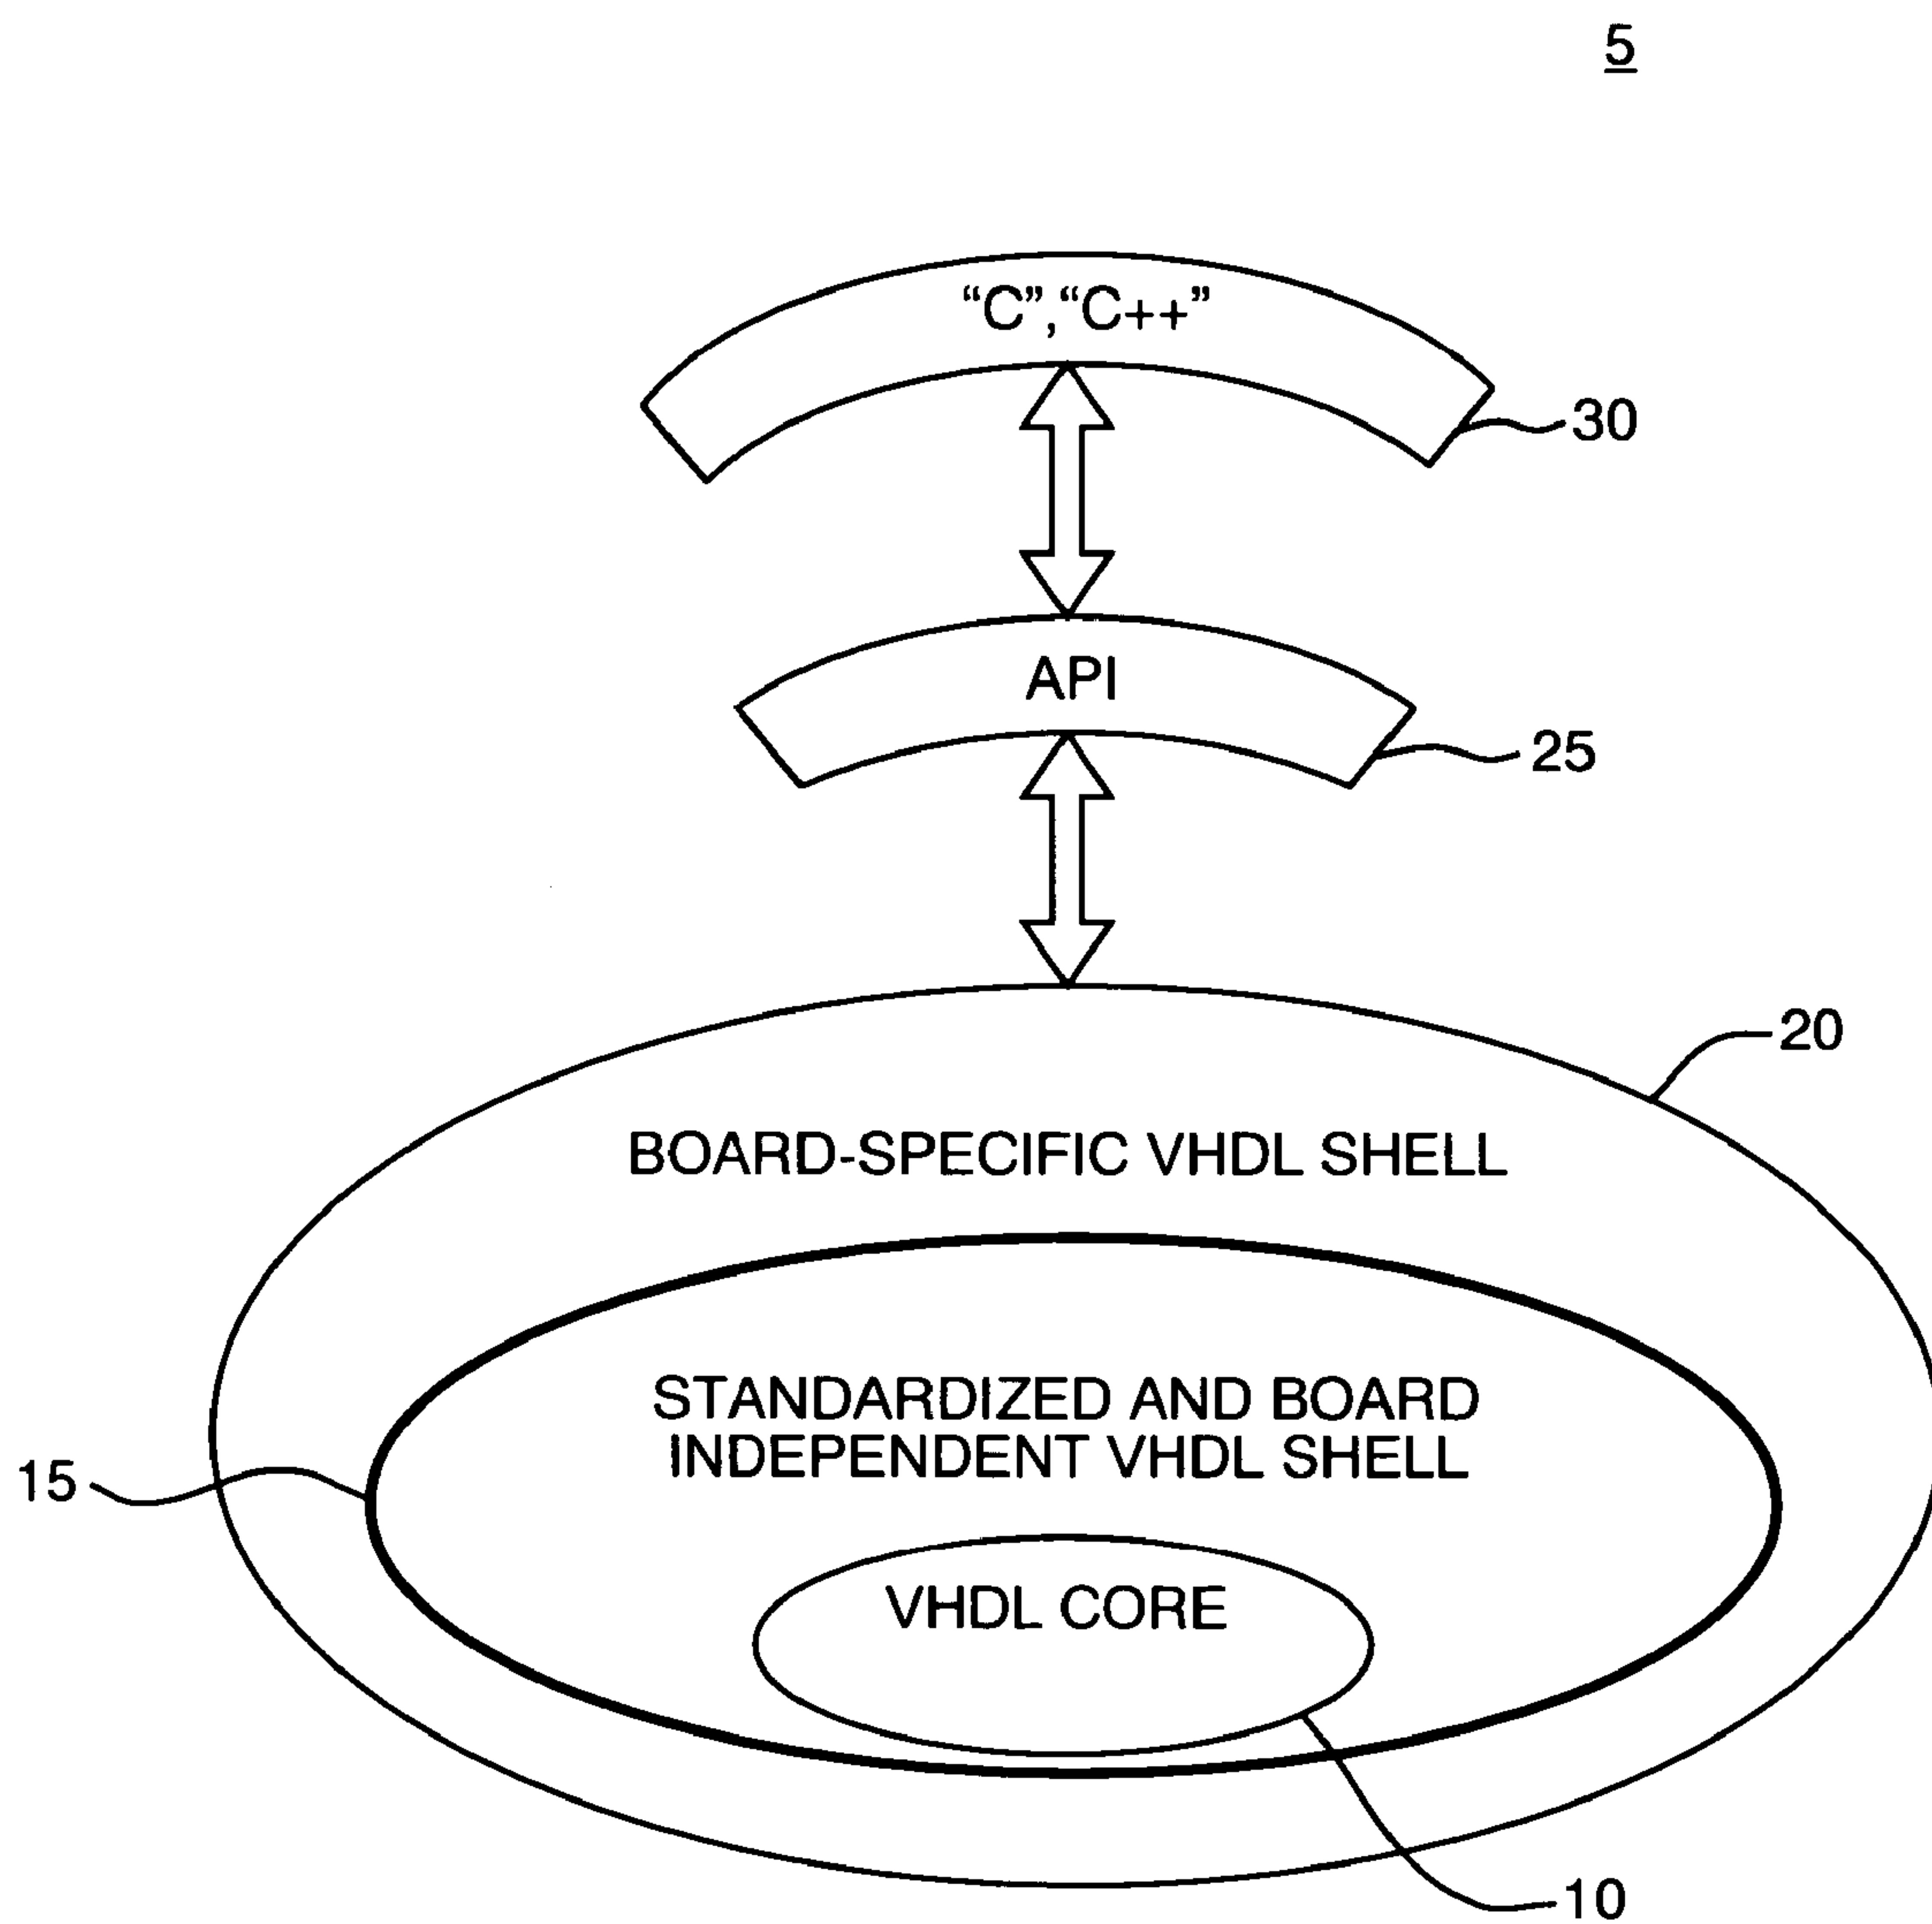 5
“C”, “C++”
30
API
25
20
BOARD-SPECIFIC VHDL SHELL
STANDARDIZED AND BOARD
INDEPENDENT VHDL SHELL
15
VHDL CORE
10